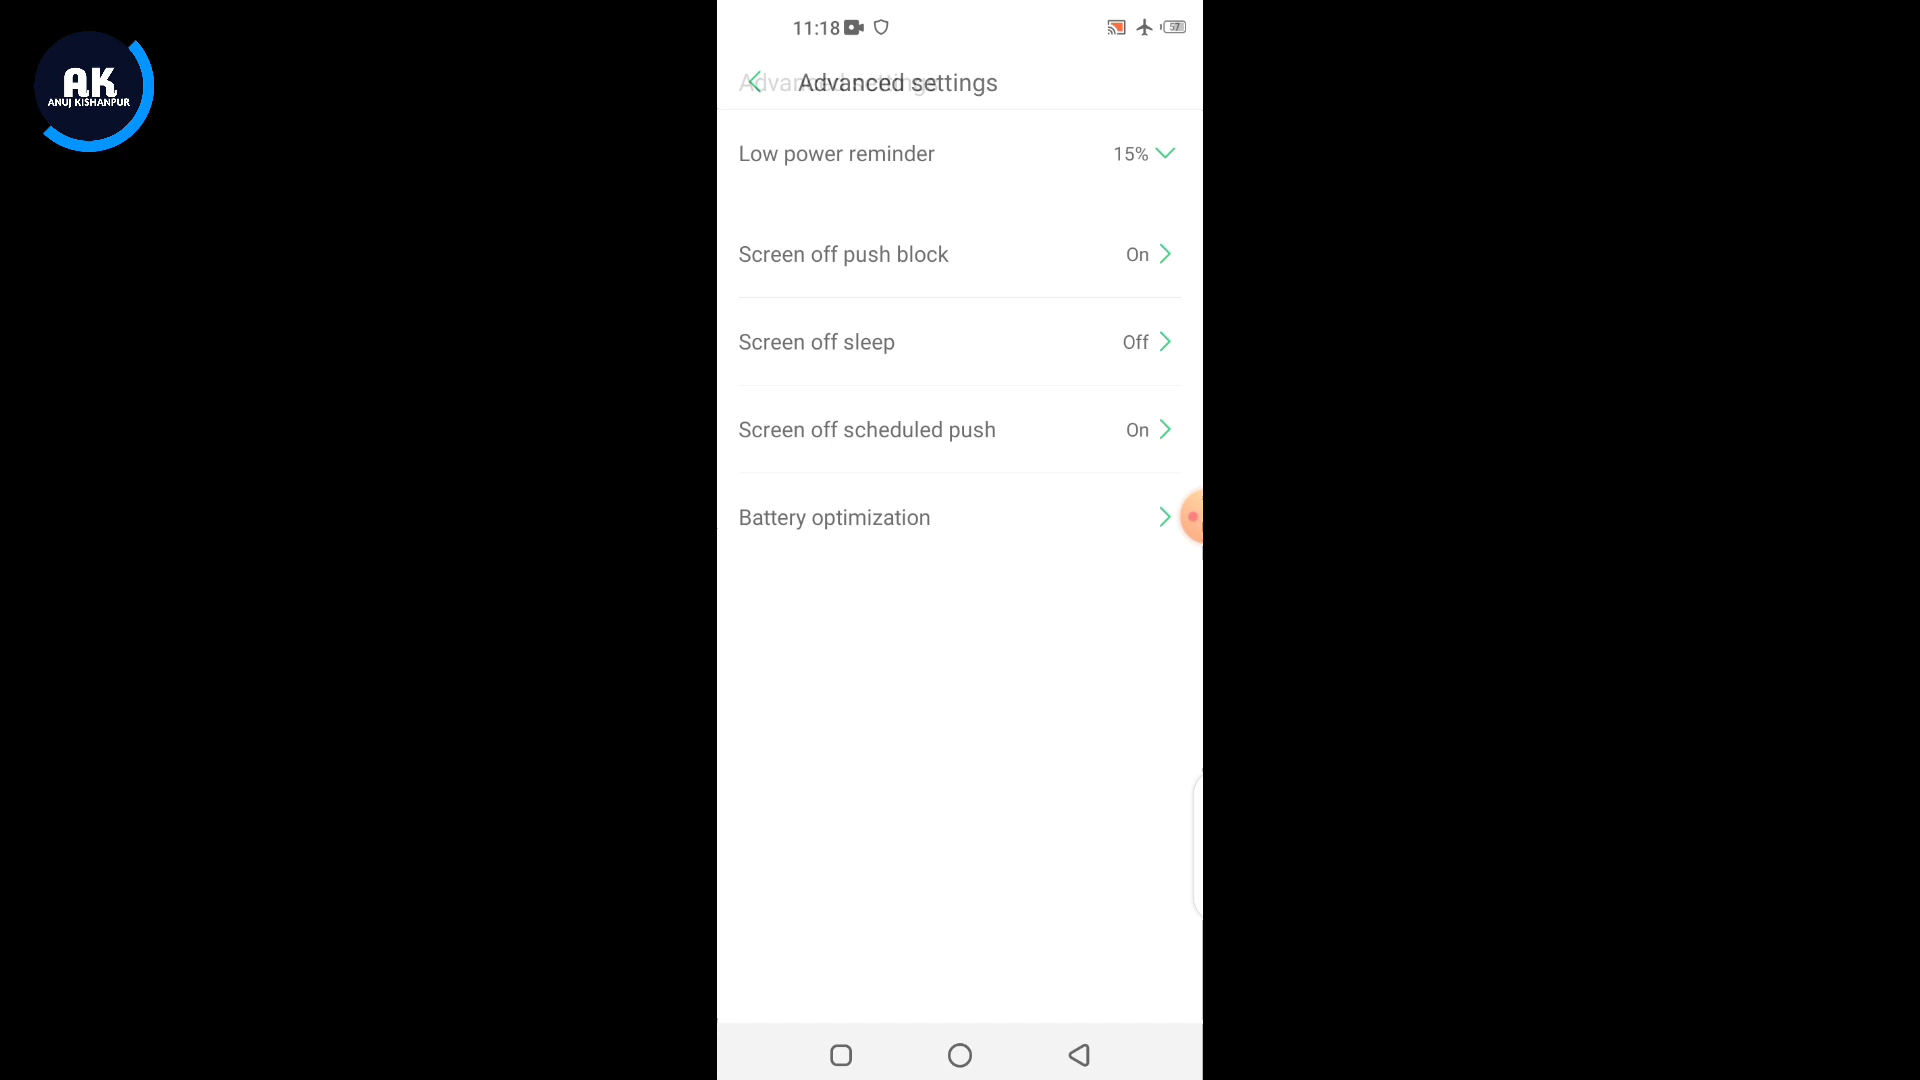 AK
ANUJ KISHANPUR
11:18
57
Advanced settings
Low power reminder 15%
Screen off push block On
Screen off sleep Off
Screen off scheduled push On
Battery optimization